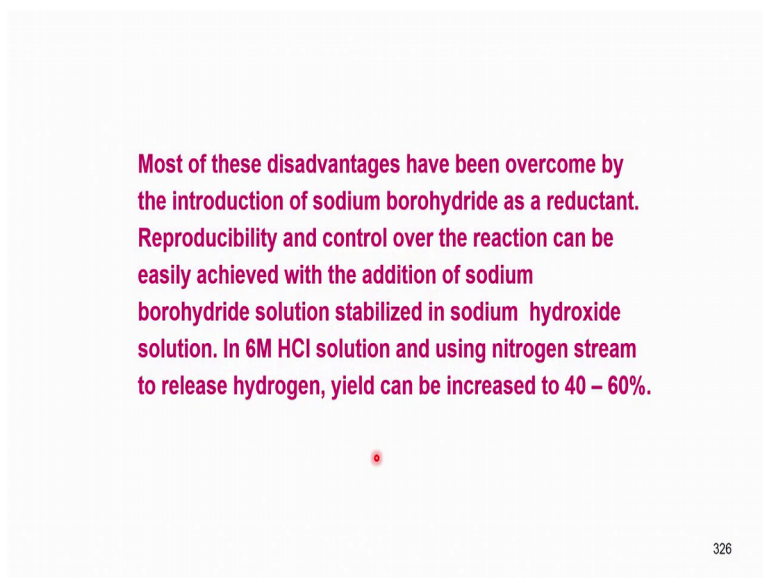 Most of these disadvantages have been overcome by
the introduction of sodium borohydride as a reductant.
Reproducibility and control over the reaction can be
easily achieved with the addition of sodium
borohydride solution stabilized in sodium  hydroxide
solution. In 6M HCl solution and using nitrogen stream
to release hydrogen, yield can be increased to 40 – 60%.
326